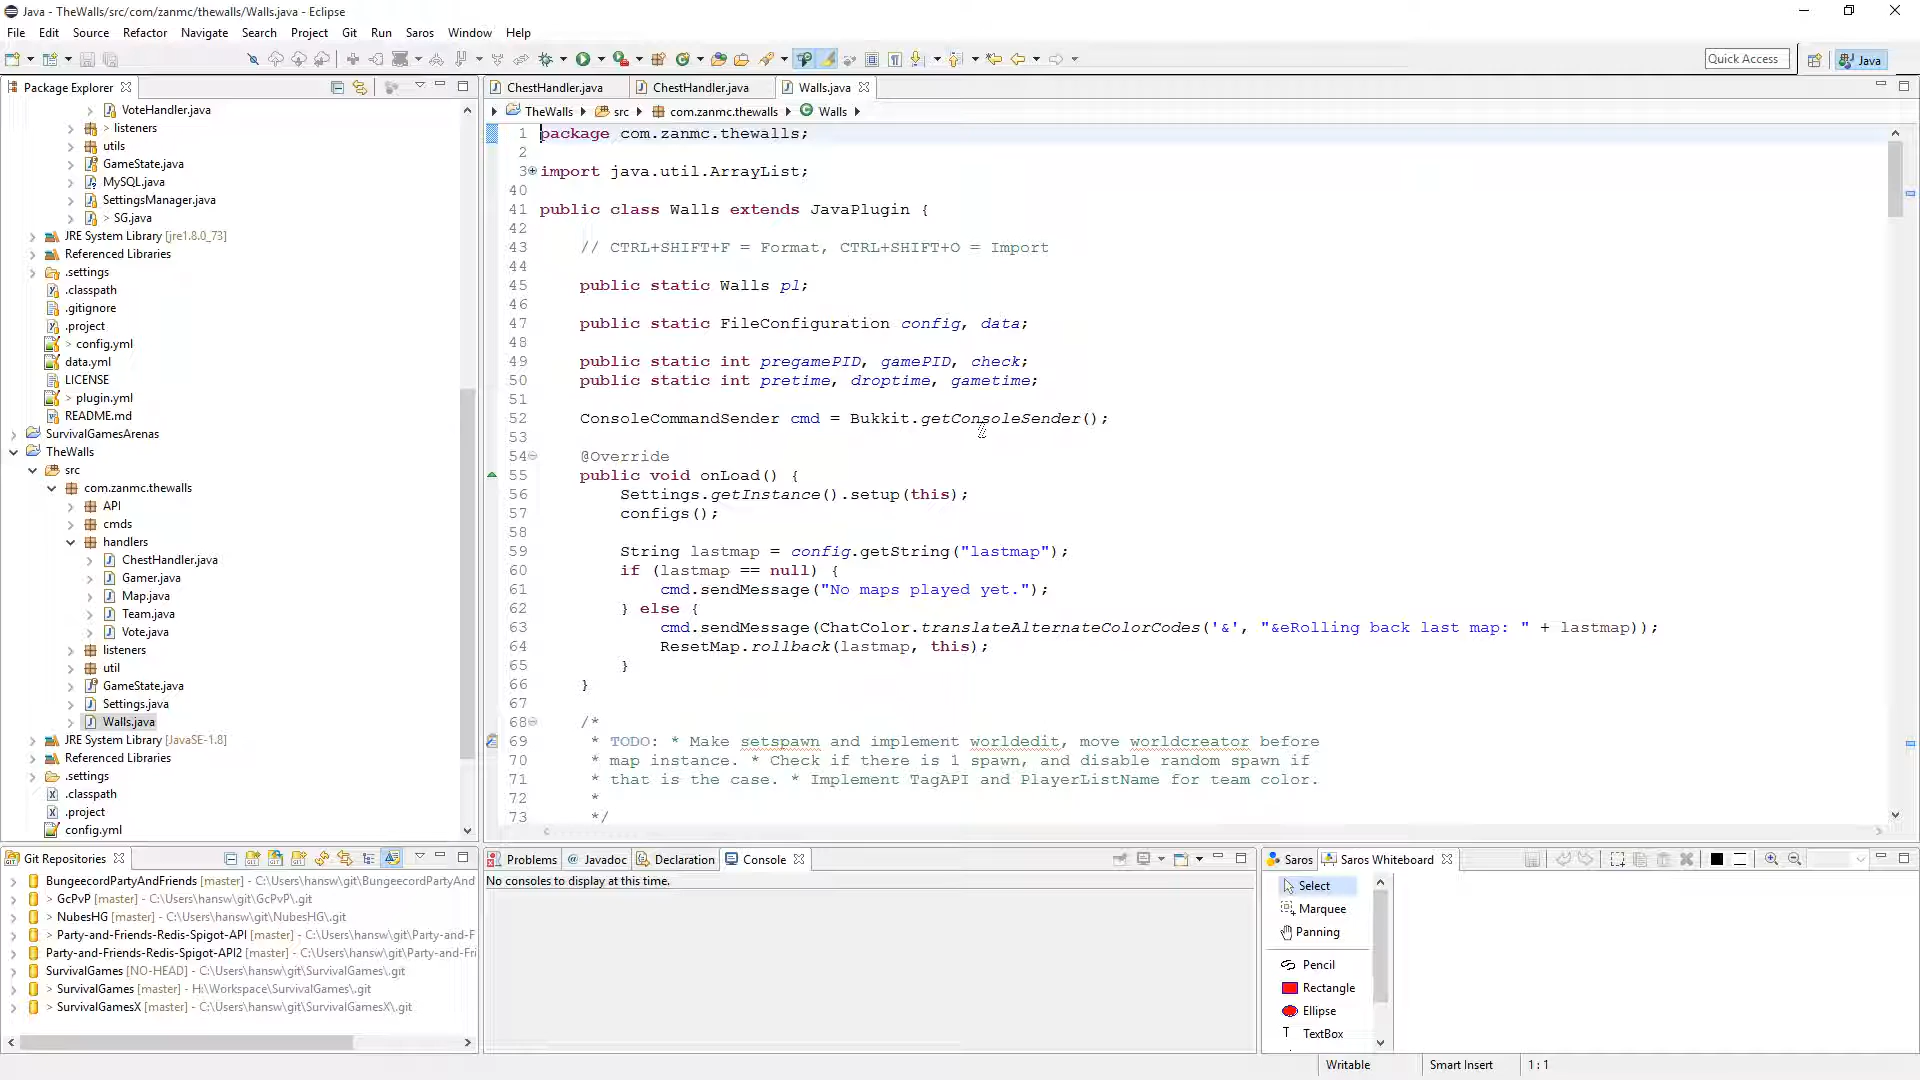 Java - TheWalls/src/com/zanmc/thewalls/Walls.java - Eclipse
File Edit Source Refactor Navigate Search Project Git Run Saros Window Help
Quick Access
Java
Package Explorer
VoteHandler.java
> listeners
utils
GameState.java
MySQL.java
SettingsManager.java
> SG.java
JRE System Library [jre1.8.0_73]
Referenced Libraries
.settings
.classpath
.gitignore
.project
> config.yml
data.yml
LICENSE
> plugin.yml
README.md
SurvivalGamesArenas
TheWalls
src
com.zanmc.thewalls
API
cmds
handlers
ChestHandler.java
Gamer.java
Map.java
Team.java
Vote.java
listeners
util
GameState.java
Settings.java
Walls.java
JRE System Library [JavaSE-1.8]
Referenced Libraries
.settings
.classpath
.project
config.yml
ChestHandler.java
ChestHandler.java
Walls.java
TheWalls src com.zanmc.thewalls Walls
1 package com.zanmc.thewalls;
2
3 import java.util.ArrayList;
40
41 public class Walls extends JavaPlugin {
42
43 // CTRL+SHIFT+F = Format, CTRL+SHIFT+O = Import
44
45 public static Walls pl;
46
47 public static FileConfiguration config, data;
48
49 public static int pregamePID, gamePID, check;
50 public static int pretime, droptime, gametime;
51
52 ConsoleCommandSender cmd = Bukkit.getConsoleSender();
53
54 @Override
55 public void onLoad() {
56 Settings.getInstance().setup(this);
57 configs();
58
59 String lastmap = config.getString("lastmap");
60 if (lastmap == null) {
61 cmd.sendMessage("No maps played yet.");
62 } else {
63 cmd.sendMessage(ChatColor.translateAlternateColorCodes('&', "&eRolling back last map: " + lastmap));
64 ResetMap.rollback(lastmap, this);
65 }
66 }
67
68 /*
69 * TODO: * Make setspawn and implement worldedit, move worldcreator before
70 * map instance. * Check if there is 1 spawn, and disable random spawn if
71 * that is the case. * Implement TagAPI and PlayerListName for team color.
72 *
73 */
Git Repositories
BungeecordPartyAndFriends [master] - C:\Users\hansw\git\BungeecordPartyAnd
> GcPvP [master] - C:\Users\hansw\git\GcPvP\.git
> NubesHG [master] - C:\Users\hansw\git\NubesHG\.git
> Party-and-Friends-Redis-Spigot-API [master] - C:\Users\hansw\git\Party-and-F
Party-and-Friends-Redis-Spigot-API2 [master] - C:\Users\hansw\git\Party-and-Fri
SurvivalGames [NO-HEAD] - C:\Users\hansw\git\SurvivalGames\.git
> SurvivalGames [master] - H:\Workspace\SurvivalGames\.git
> SurvivalGamesX [master] - C:\Users\hansw\git\SurvivalGamesX\.git
Problems @ Javadoc Declaration Console
No consoles to display at this time.
Saros Saros Whiteboard
Select
Marquee
Panning
Pencil
Rectangle
Ellipse
T TextBox
Writable Smart Insert 1 : 1